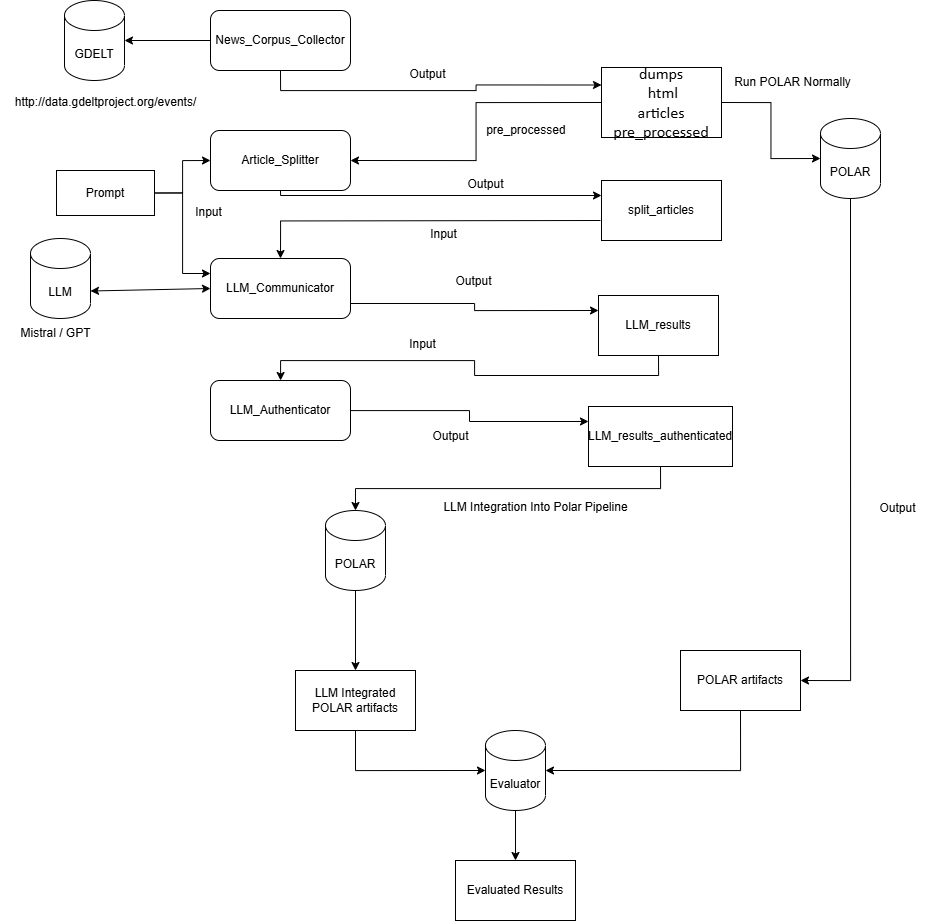 News_Corpus_Collector
GDELT
http://data.gdeltproject.org/events/
Output
dumps
html
articles
pre_processed
Run POLAR Normally
pre_processed
POLAR
Article_Splitter
Prompt
Input
Output
split_articles
Input
LLM
Mistral / GPT
LLM_Communicator
Output
LLM_results
Input
LLM_Authenticator
Output
LLM_results_authenticated
LLM Integration Into Polar Pipeline
Output
POLAR
LLM Integrated
POLAR artifacts
POLAR artifacts
Evaluator
Evaluated Results